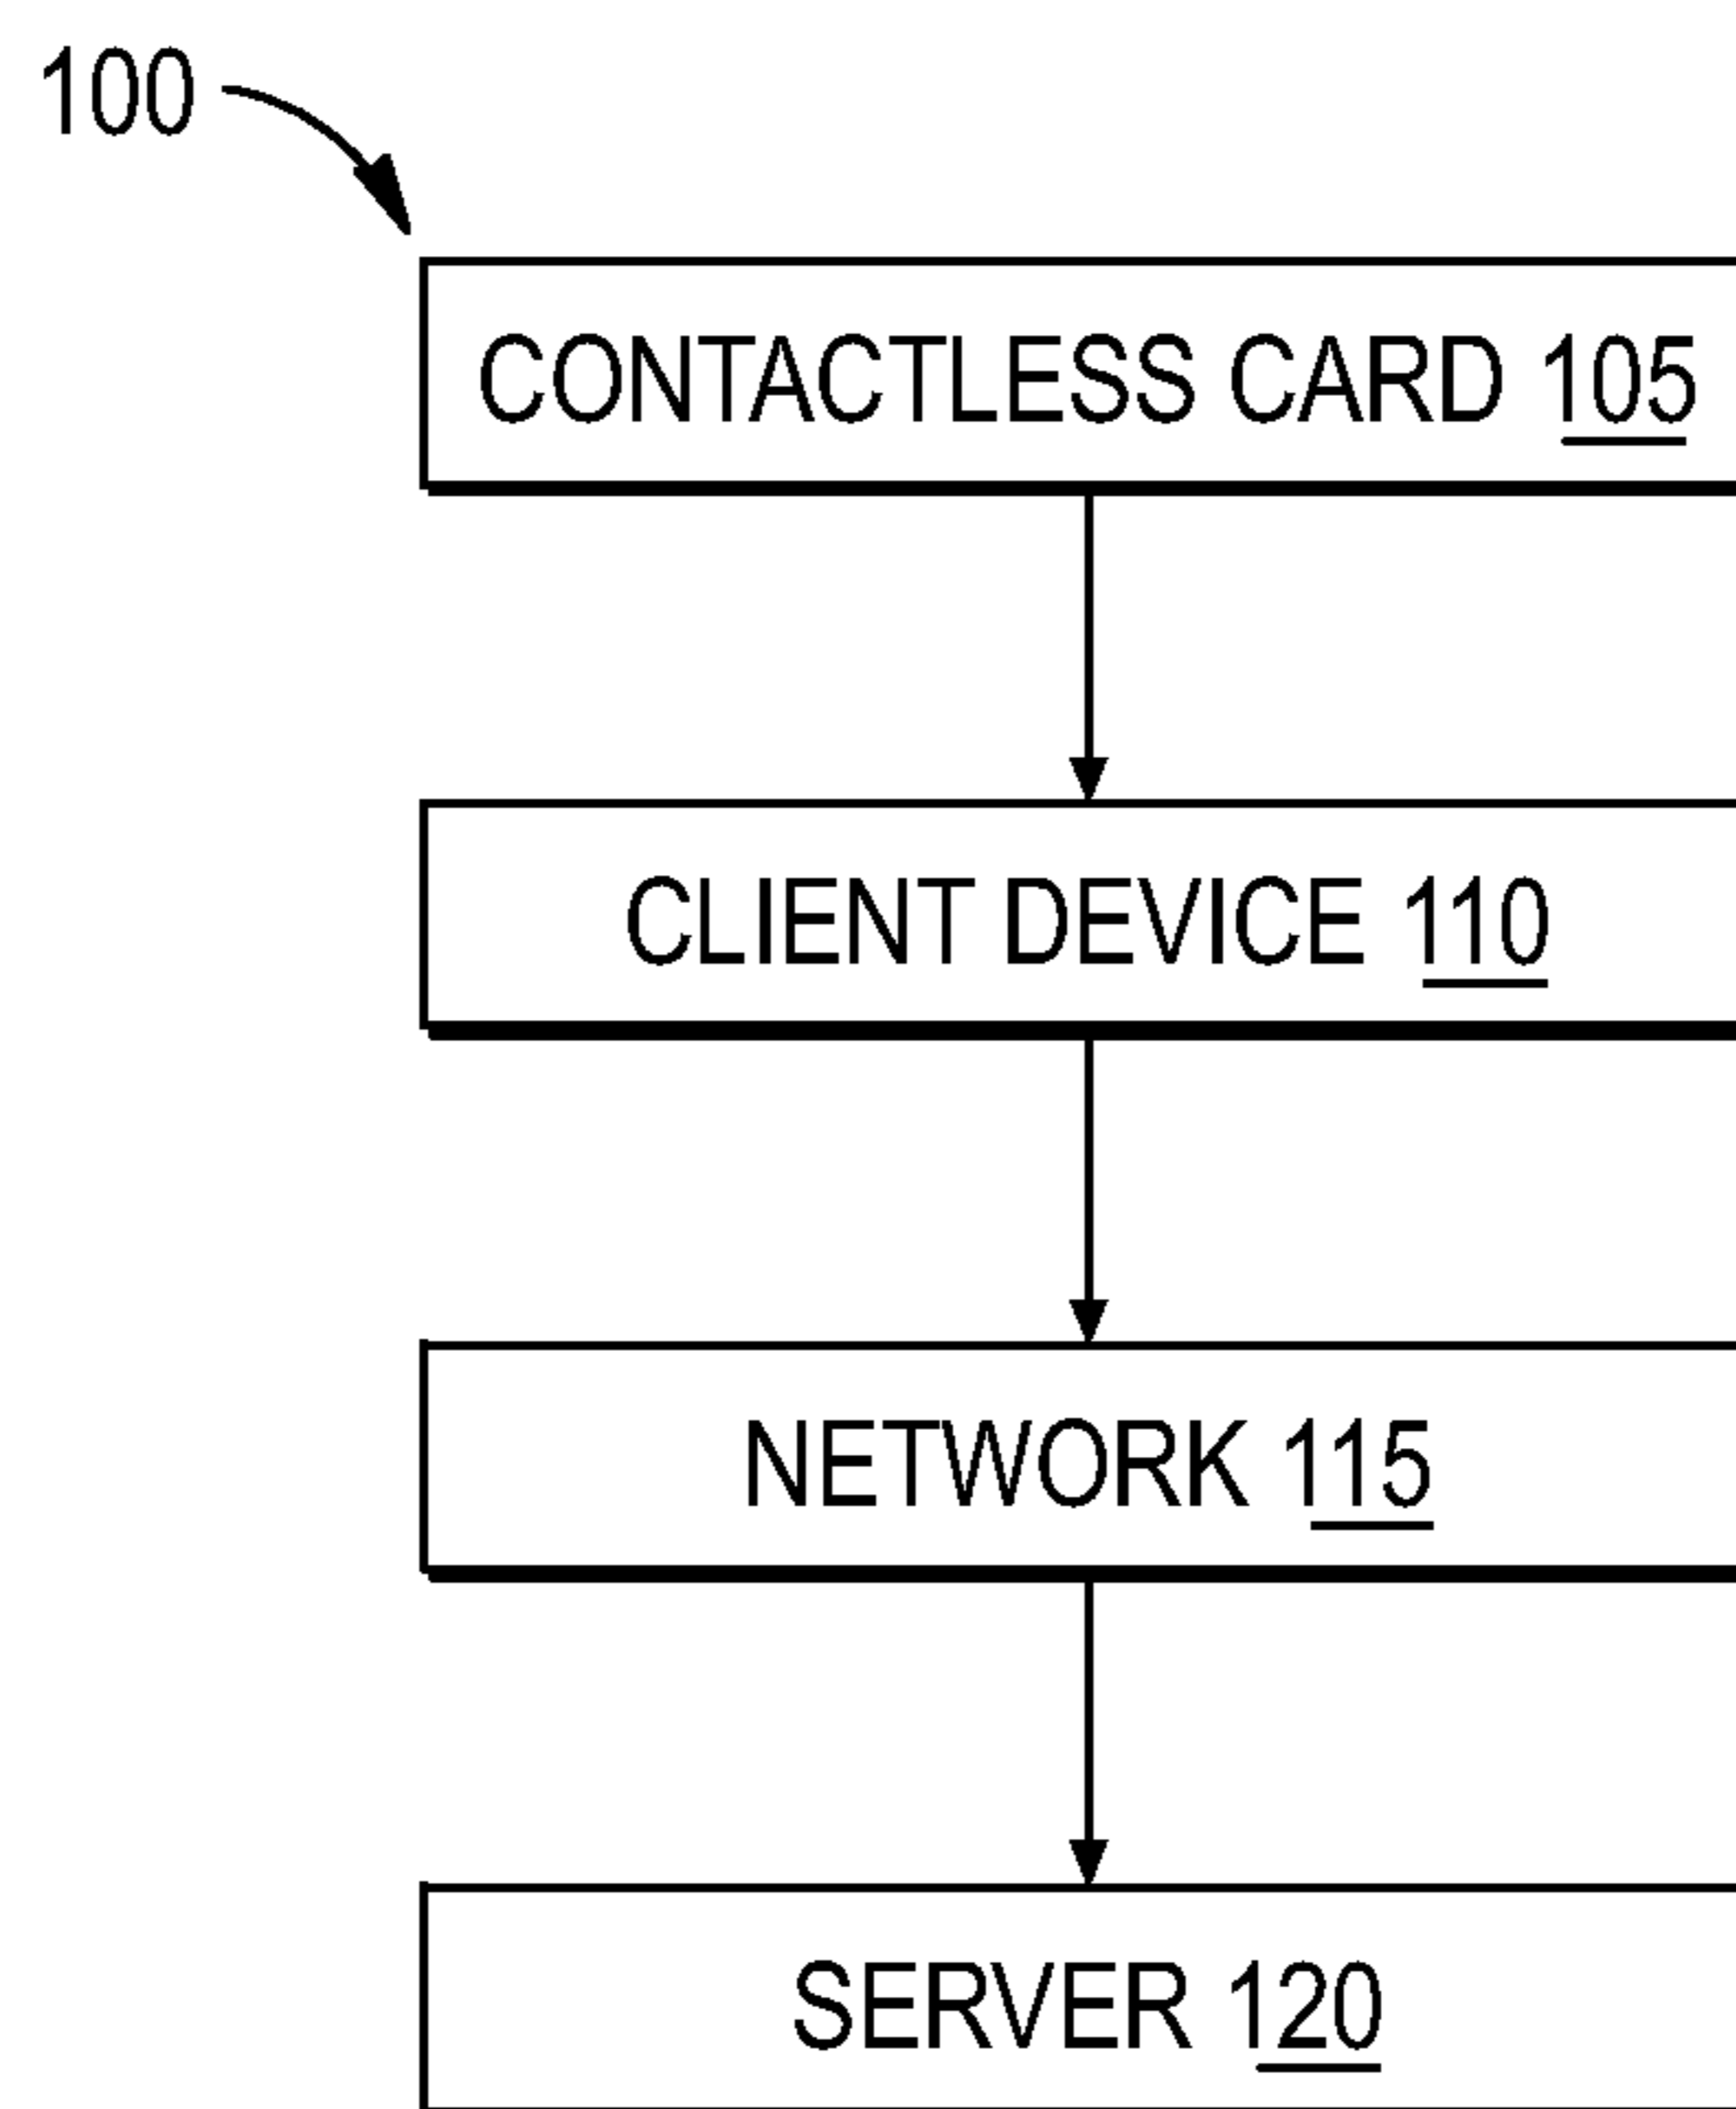 100
CONTACTLESS CARD 105
CLIENT DEVICE 110
NETWORK 115
SERVER 120